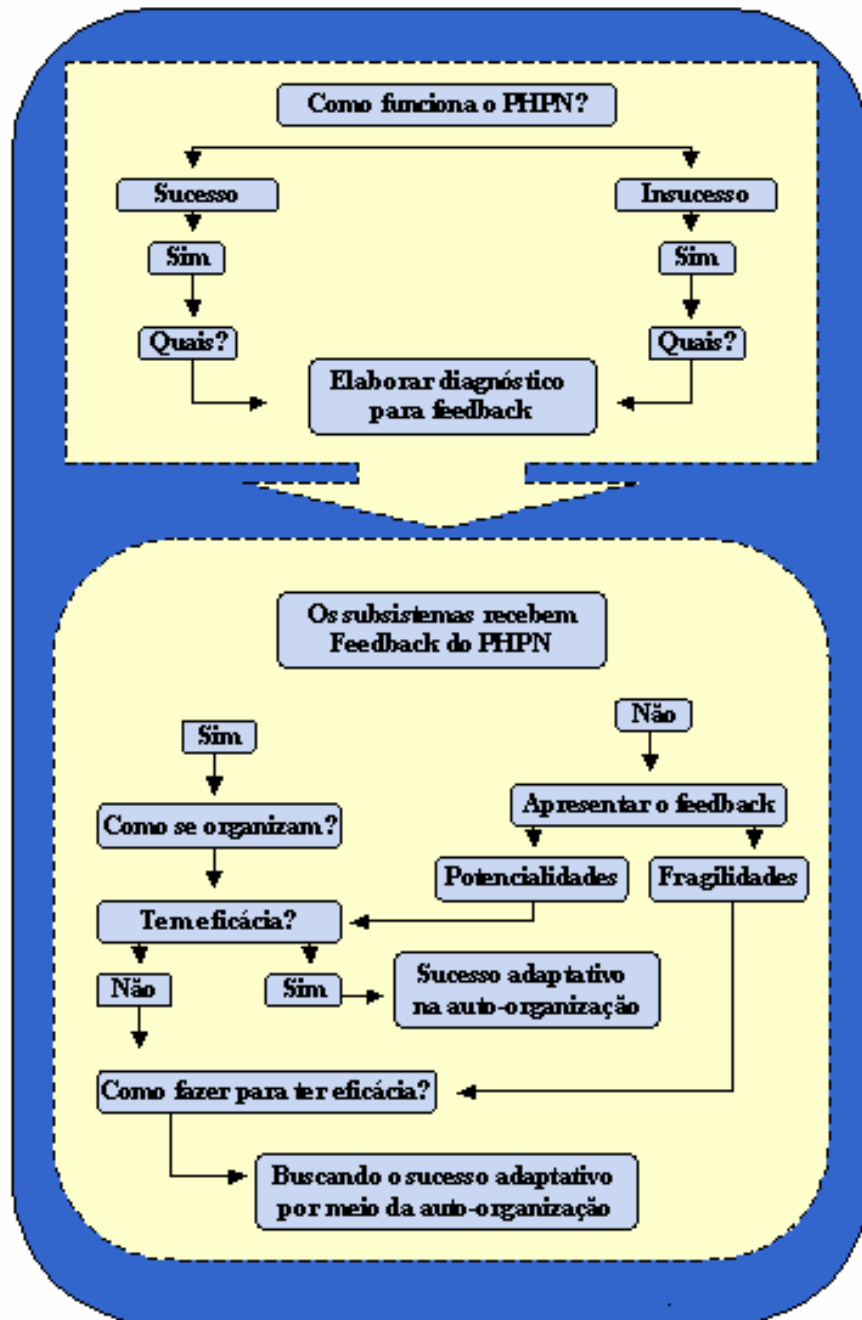 Como funciona o PHPN?
Sucesso
Insucesso
Sim
Sim
Quais?
Quais?
Elaborar diagnóstico
para feedback
Os subsistemas recebem
Feedback do PHPN
Sim
Não
Como se organizam?
Apresentar o feedback
Potencialidades
Fragilidades
Tem eficácia?
Não
Sim
Sucesso adaptativo
na auto-organização
Como fazer para ter eficácia?
Buscando o sucesso adaptativo
por meio da auto-organização